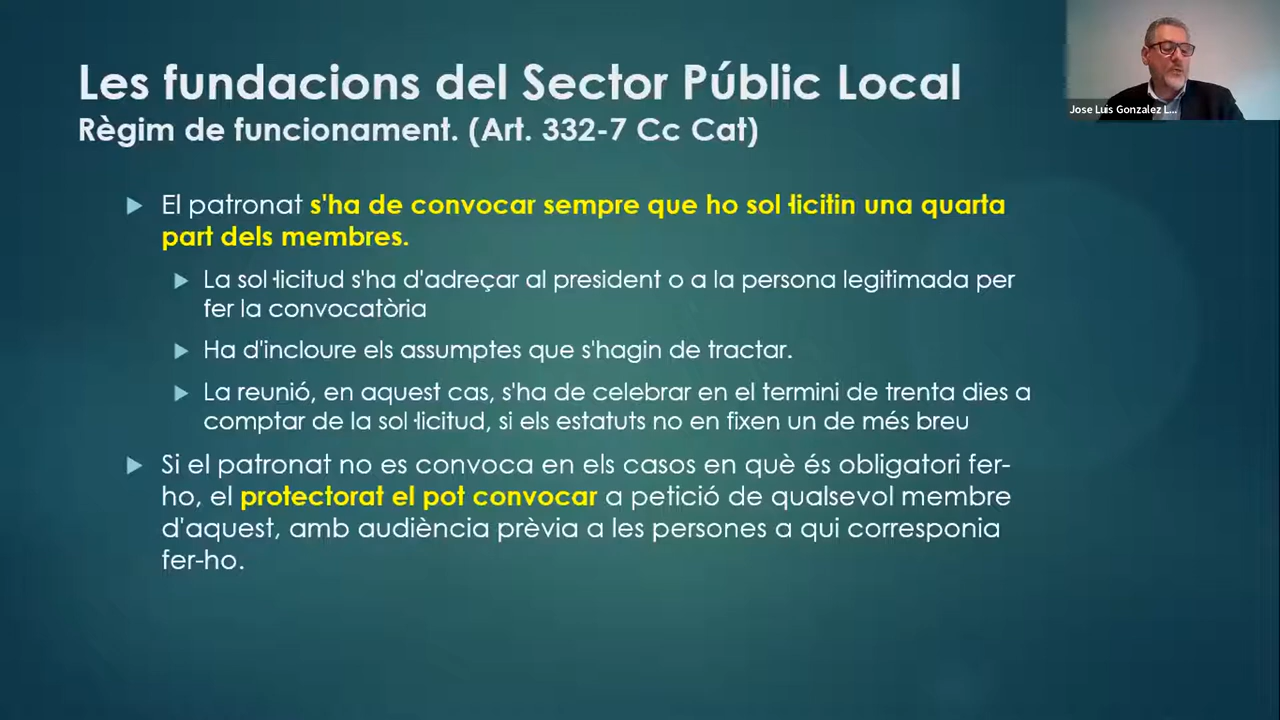 Les fundacions del Sector Públic Local
Règim de funcionament. (Art. 332-7 Cc Cat)
Jose Luis Gonzalez L...
El patronat s'ha de convocar sempre que ho sol·licitin una quarta
part dels membres.
La sol·licitud s'ha d'adreçar al president o a la persona legitimada per
fer la convocatòria
Ha d'incloure els assumptes que s'hagin de tractar.
La reunió, en aquest cas, s'ha de celebrar en el termini de trenta dies a
comptar de la sol·licitud, si els estatuts no en fixen un de més breu
Si el patronat no es convoca en els casos en què és obligatori fer-
ho, el protectorat el pot convocar a petició de qualsevol membre
d'aquest, amb audiència prèvia a les persones a qui corresponia
fer-ho.